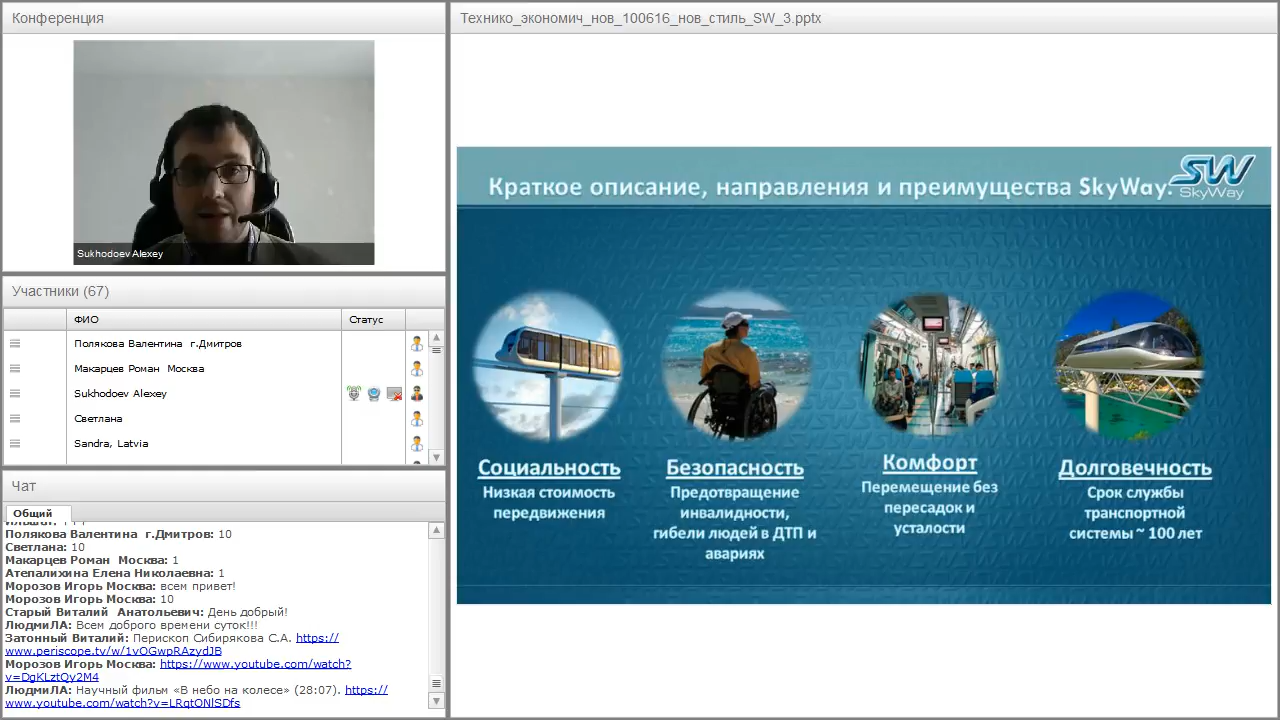 Конференция
Sukhodoev Alexey
Участники (67)
ФИО
Статус
Полякова Валентина г.Дмитров
Макарцев Роман Москва
Sukhodoev Alexey
Светлана
Sandra, Latvia
Чат
Общий
Полякова Валентина г.Дмитров: 10
Светлана: 10
Макарцев Роман Москва: 1
Атепалихина Елена Николаевна: 1
Морозов Игорь Москва: всем привет!
Морозов Игорь Москва: 10
Старый Виталий Анатольевич: День добрый!
ЛюдмиЛА: Всем доброго времени суток!!!
Затонный Виталий: Перископ Сибирякова С.А. https://
www.periscope.tv/w/1vOGwpRAzydJB
Морозов Игорь Москва: https://www.youtube.com/watch?
v=DgKLztQy2M4
ЛюдмиЛА: Научный фильм «В небо на колесе» (28:07). https://
www.youtube.com/watch?v=LRqtONlSDfs
Технико_экономич_нов_100616_нов_стиль_SW_3.pptx
Краткое описание, направления и преимущества SkyWay.
SW
SkyWay
Социальность
Низкая стоимость
передвижения
Безопасность
Предотвращение
инвалидности,
гибели людей в ДТП и
авариях
Комфорт
Перемещение без
пересадок и
усталости
Долговечность
Срок службы
транспортной
системы ~ 100 лет